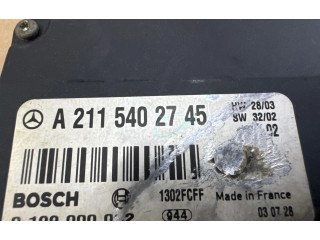 A 211 540 27 45
HW 28/03
SW 32/02
02
BOSCH
1302FCFF
Made in France
944
03 07 28